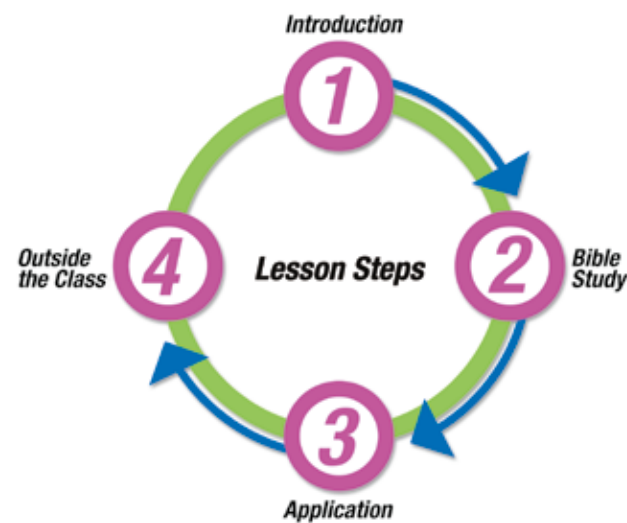 Introduction
1
Outside
the Class
4
Lesson Steps
2
Bible
Study
3
Application